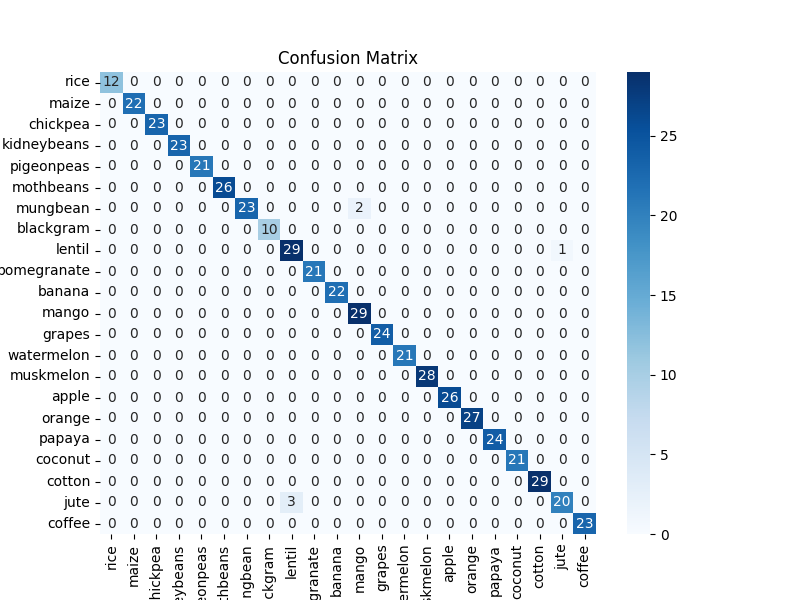 Confusion Matrix
rice 12 0 0 0 0 0 0 0 0 0 0 0 0 0 0 0 0 0 0 0 0 0
maize 0 22 0 0 0 0 0 0 0 0 0 0 0 0 0 0 0 0 0 0 0 0
chickpea 0 0 23 0 0 0 0 0 0 0 0 0 0 0 0 0 0 0 0 0 0 0
kidneybeans 0 0 0 23 0 0 0 0 0 0 0 0 0 0 0 0 0 0 0 0 0 0
pigeonpeas 0 0 0 0 21 0 0 0 0 0 0 0 0 0 0 0 0 0 0 0 0 0
mothbeans 0 0 0 0 0 26 0 0 0 0 0 0 0 0 0 0 0 0 0 0 0 0
mungbean 0 0 0 0 0 0 23 0 0 0 0 2 0 0 0 0 0 0 0 0 0 0
blackgram 0 0 0 0 0 0 0 10 0 0 0 0 0 0 0 0 0 0 0 0 0 0
lentil 0 0 0 0 0 0 0 0 29 0 0 0 0 0 0 0 0 0 0 0 1 0
pomegranate 0 0 0 0 0 0 0 0 0 21 0 0 0 0 0 0 0 0 0 0 0 0
banana 0 0 0 0 0 0 0 0 0 0 22 0 0 0 0 0 0 0 0 0 0 0
mango 0 0 0 0 0 0 0 0 0 0 0 29 0 0 0 0 0 0 0 0 0 0
grapes 0 0 0 0 0 0 0 0 0 0 0 0 24 0 0 0 0 0 0 0 0 0
watermelon 0 0 0 0 0 0 0 0 0 0 0 0 0 21 0 0 0 0 0 0 0 0
muskmelon 0 0 0 0 0 0 0 0 0 0 0 0 0 0 28 0 0 0 0 0 0 0
apple 0 0 0 0 0 0 0 0 0 0 0 0 0 0 0 26 0 0 0 0 0 0
orange 0 0 0 0 0 0 0 0 0 0 0 0 0 0 0 0 27 0 0 0 0 0
papaya 0 0 0 0 0 0 0 0 0 0 0 0 0 0 0 0 0 24 0 0 0 0
coconut 0 0 0 0 0 0 0 0 0 0 0 0 0 0 0 0 0 0 21 0 0 0
cotton 0 0 0 0 0 0 0 0 0 0 0 0 0 0 0 0 0 0 0 29 0 0
jute 0 0 0 0 0 0 0 0 3 0 0 0 0 0 0 0 0 0 0 0 20 0
coffee 0 0 0 0 0 0 0 0 0 0 0 0 0 0 0 0 0 0 0 0 0 23
rice
maize
hickpea
eybeans
eonpeas
thbeans
ngbean
ckgram
lentil
granate
banana
mango
grapes
ermelon
skmelon
apple
orange
papaya
coconut
cotton
jute
coffee
25
20
15
10
5
0